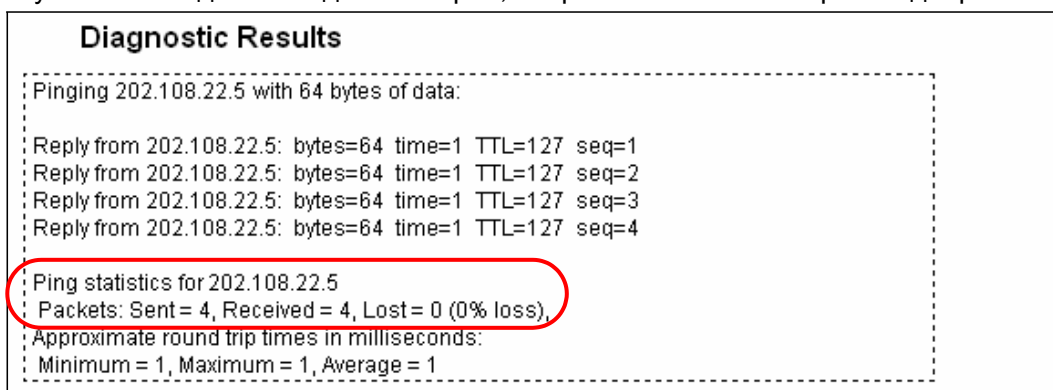 Diagnostic Results
Pinging 202.108.22.5 with 64 bytes of data:
Reply from 202.108.22.5: bytes=64 time=1 TTL=127 seq=1
Reply from 202.108.22.5: bytes=64 time=1 TTL=127 seq=2
Reply from 202.108.22.5: bytes=64 time=1 TTL=127 seq=3
Reply from 202.108.22.5: bytes=64 time=1 TTL=127 seq=4
Ping statistics for 202.108.22.5
Packets: Sent = 4, Received = 4, Lost = 0 (0% loss),
Approximate round trip times in milliseconds:
Minimum = 1, Maximum = 1, Average = 1